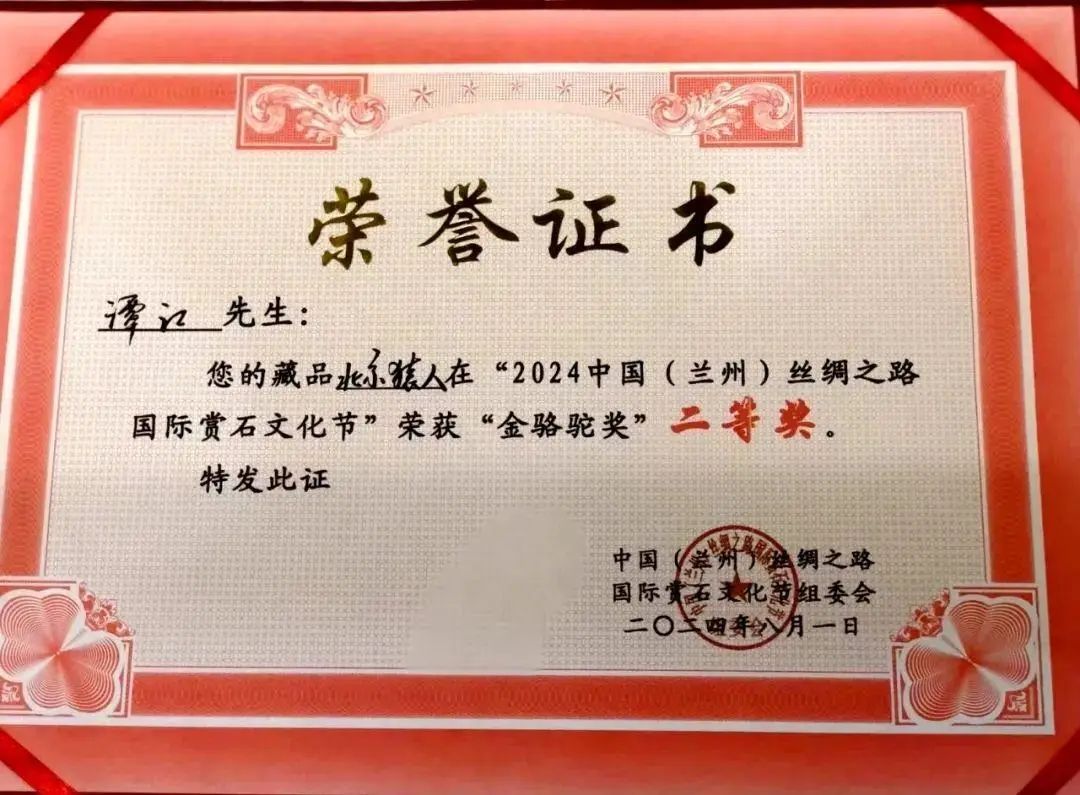 荣誉证书
谭江 先生：
您的藏品北京猿人在“2024中国（兰州）丝绸之路
国际赏石文化节”荣获“金骆驼奖”二等奖。
特发此证
中国（兰州）丝绸之路
国际赏石文化节组委会
二〇二四年八月一日